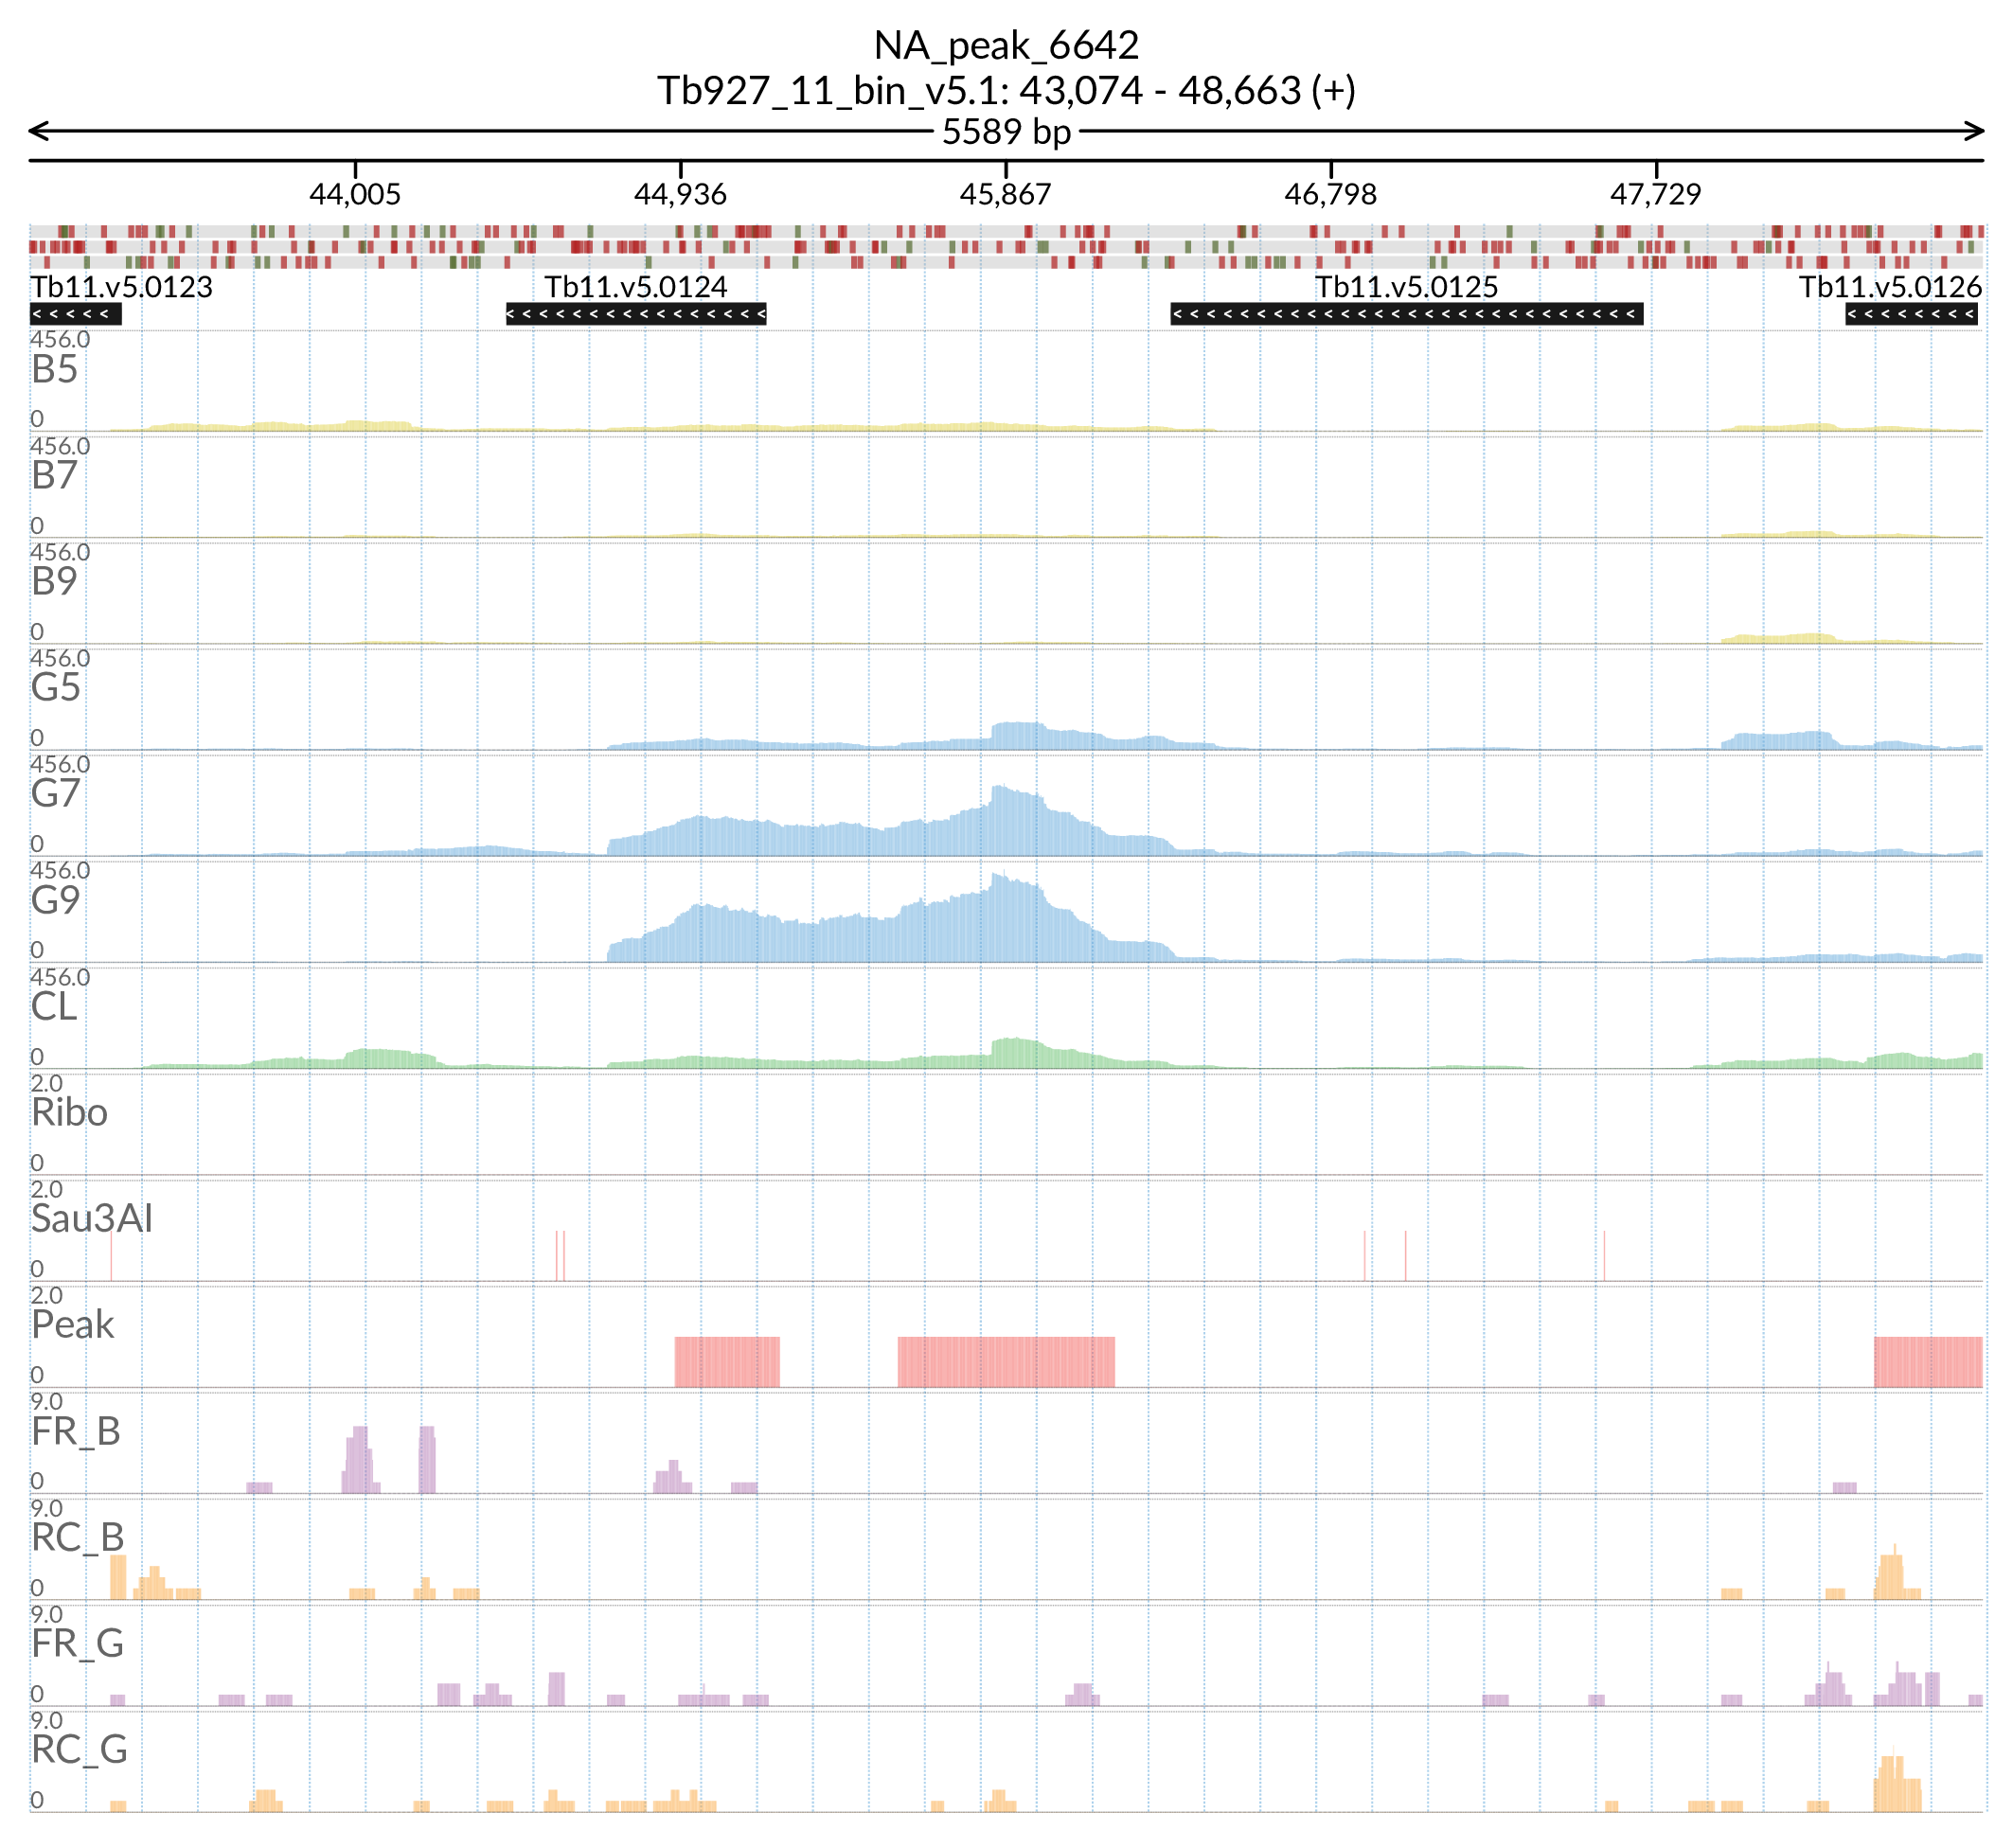 NA_peak_6642
Tb927_11_bin_v5.1: 43,074 - 48,663 (+)
5589 bp
44,005 44,936 45,867 46,798 47,729
Tb11.v5.0123 Tb11.v5.0124 Tb11.v5.0125 Tb11.v5.0126
456.0
B5
0
456.0
B7
0
456.0
B9
0
456.0
G5
0
456.0
G7
0
456.0
G9
0
456.0
CL
0
2.0
Ribo
0
2.0
Sau3AI
0
2.0
Peak
0
9.0
FR_B
0
9.0
RC_B
0
9.0
FR_G
0
9.0
RC_G
0